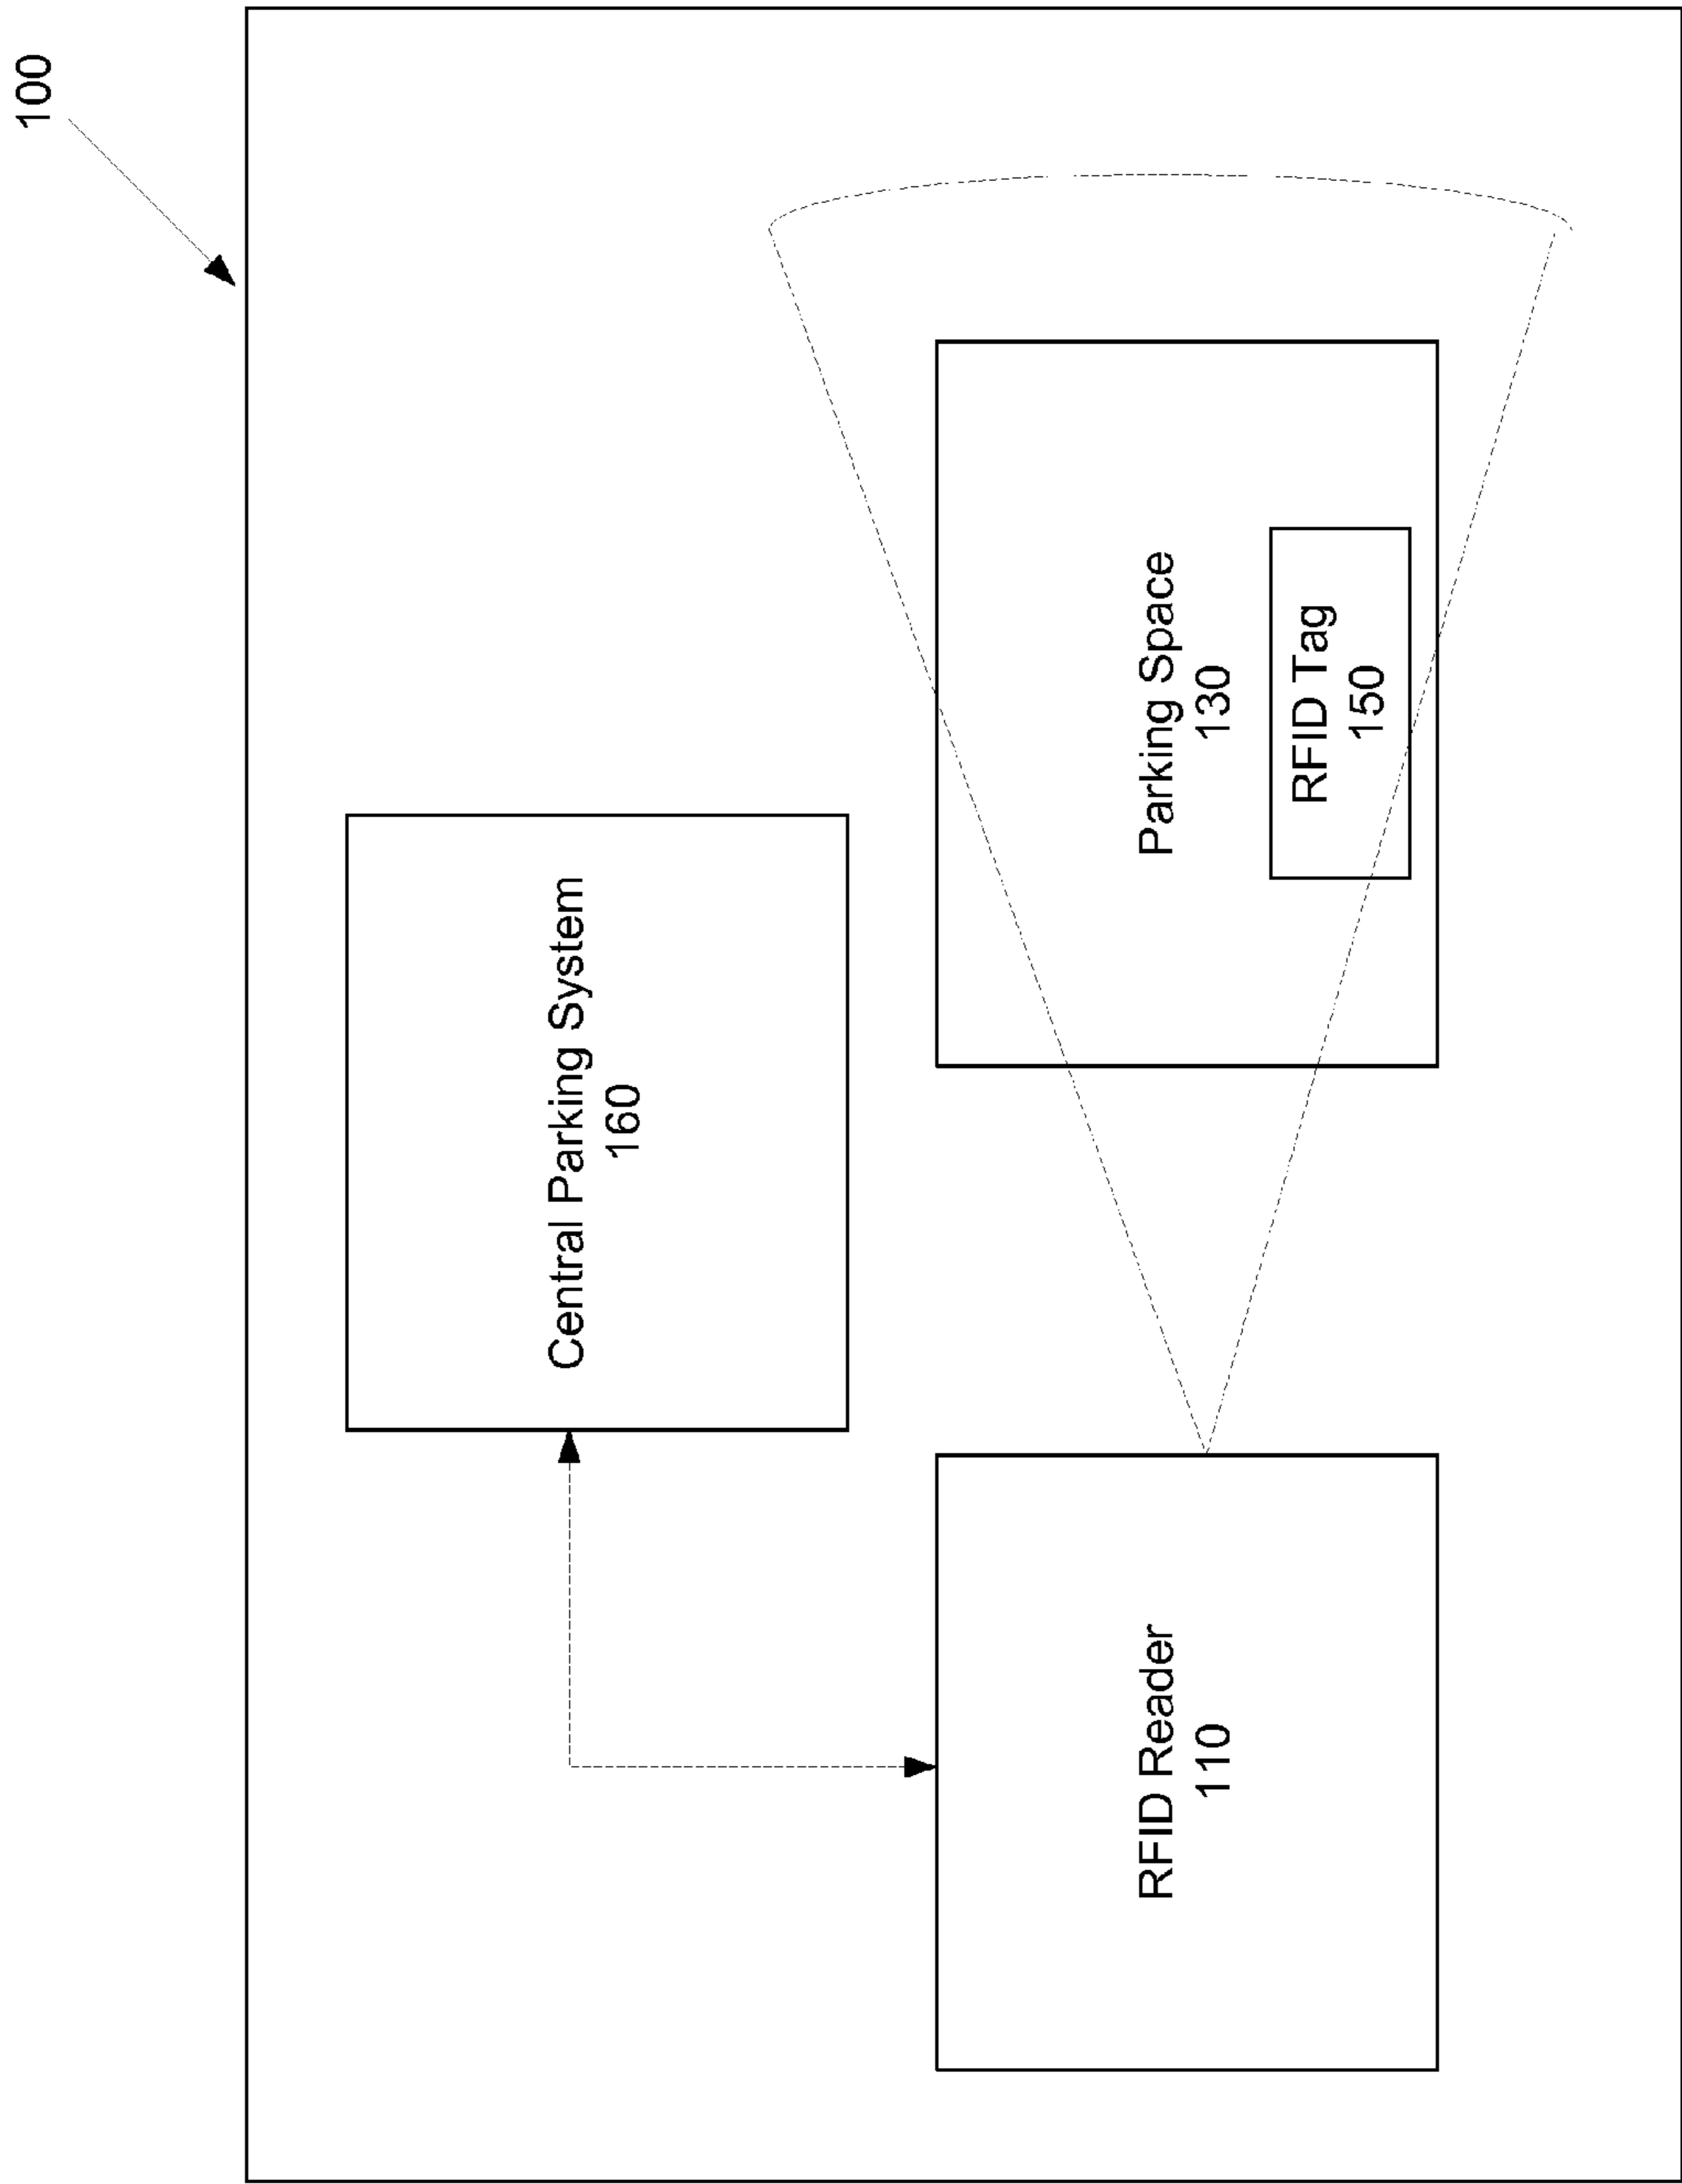 100
Central Parking System
160
RFID Reader
110
Parking Space
130
RFID Tag
150